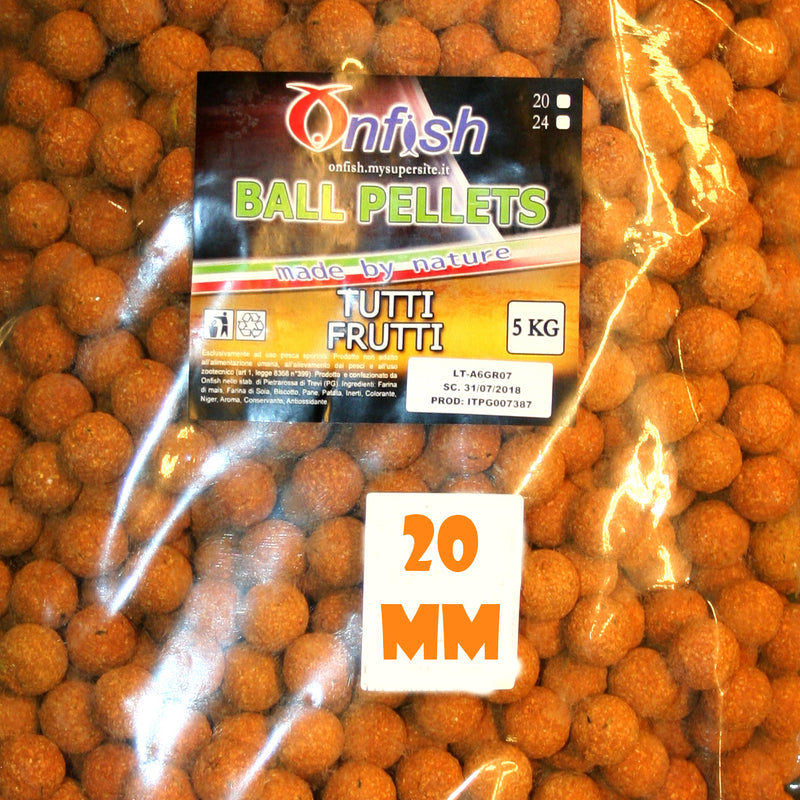 Onfish
20
24
onfish.mysupersite.it
BALL PELLETS
made by nature
TUTTI
FRUTTI
5 KG
Esclusivamente ad uso pesca sportiva. Prodotto non adatto
all'alimentazione umana, all'allevamento dei pesci e all'uso
zootecnico (art 1, legge 8368 n°399). Prodotto e confezionato da
Onfish nello stab. di Pietrarossa di Trevi (PG) Ingredienti: Farina
di mais, Farina di Soia, Biscotto, Pane, Patata, Inerti, Colorante,
Niger, Aroma, Conservante, Antiossidante
LT-A6GR07
SC. 31/07/2018
PROD: ITPG007387
20
MM